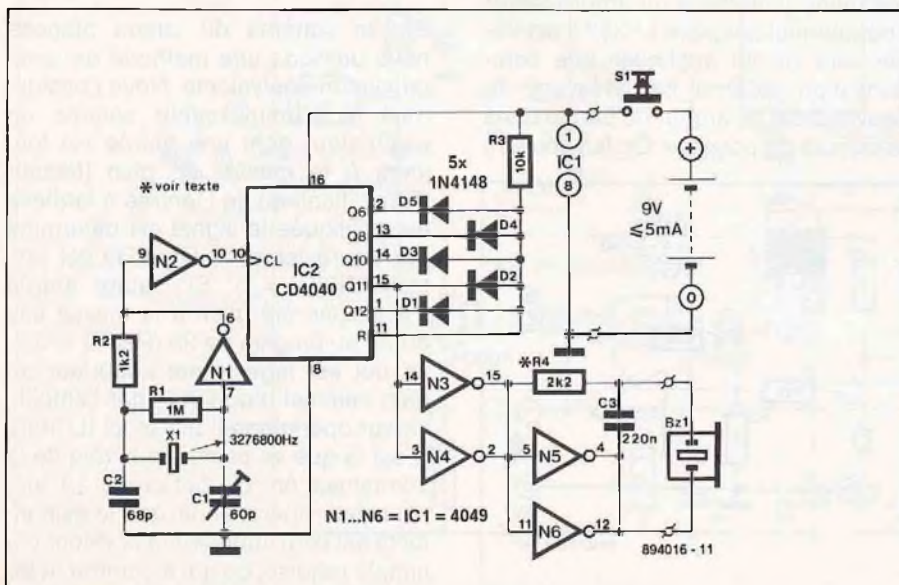 S1
R3
10k
1
IC1
8
+
9V
≤5mA
0
* voir texte
5x
1N4148
16
Q6
2
D5
Q8
13
D4
Q10
14
D3
Q11
15
D2
Q12
1
D1
R
11
9
N2
10
10
CL
IC2
CD4040
8
R2
1k2
6
N1
7
R1
1M
X1
3276800Hz
C2
68p
C1
60p
14
N3
15
* R4
2k2
3
N4
2
5
N5
4
C3
220n
Bz1
11
N6
12
N1...N6 = IC1 = 4049
894016 - 11